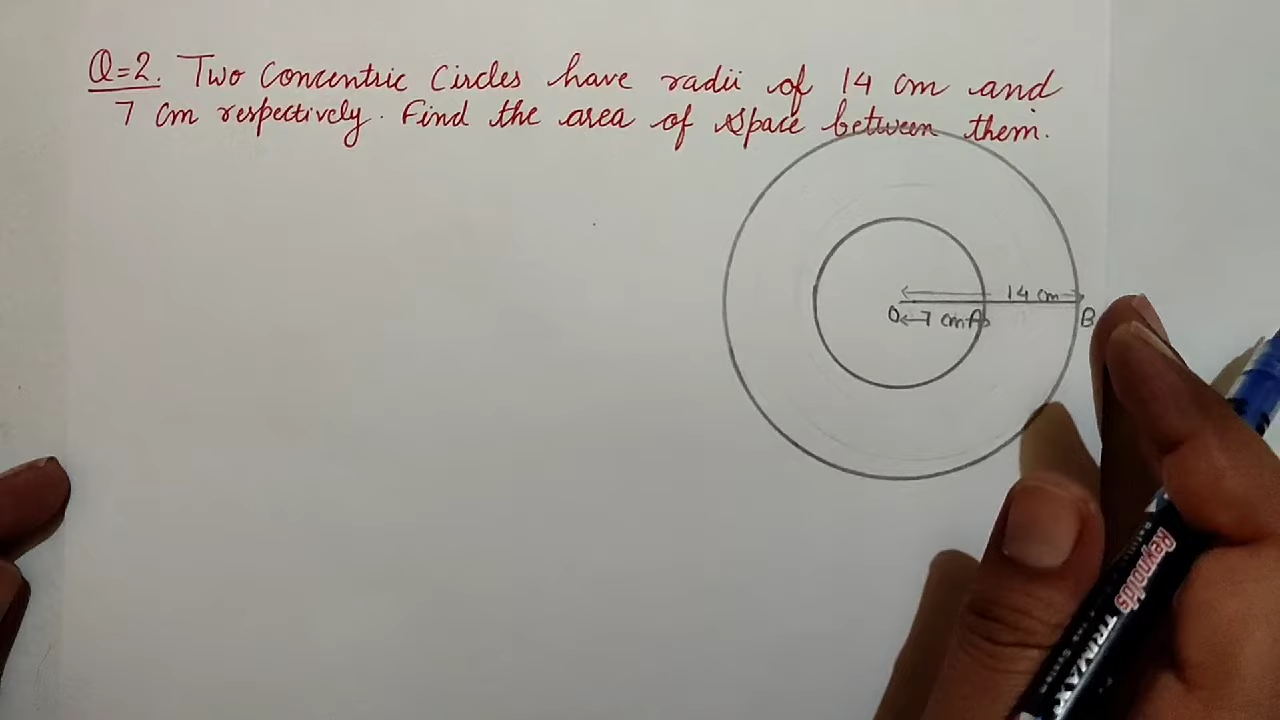 Q=2. Two Concentric Circles have radii of 14 cm and
7 cm respectively. Find the area of space between them.
14 cm
O 7 cm A B
Reynolds TRIMAX